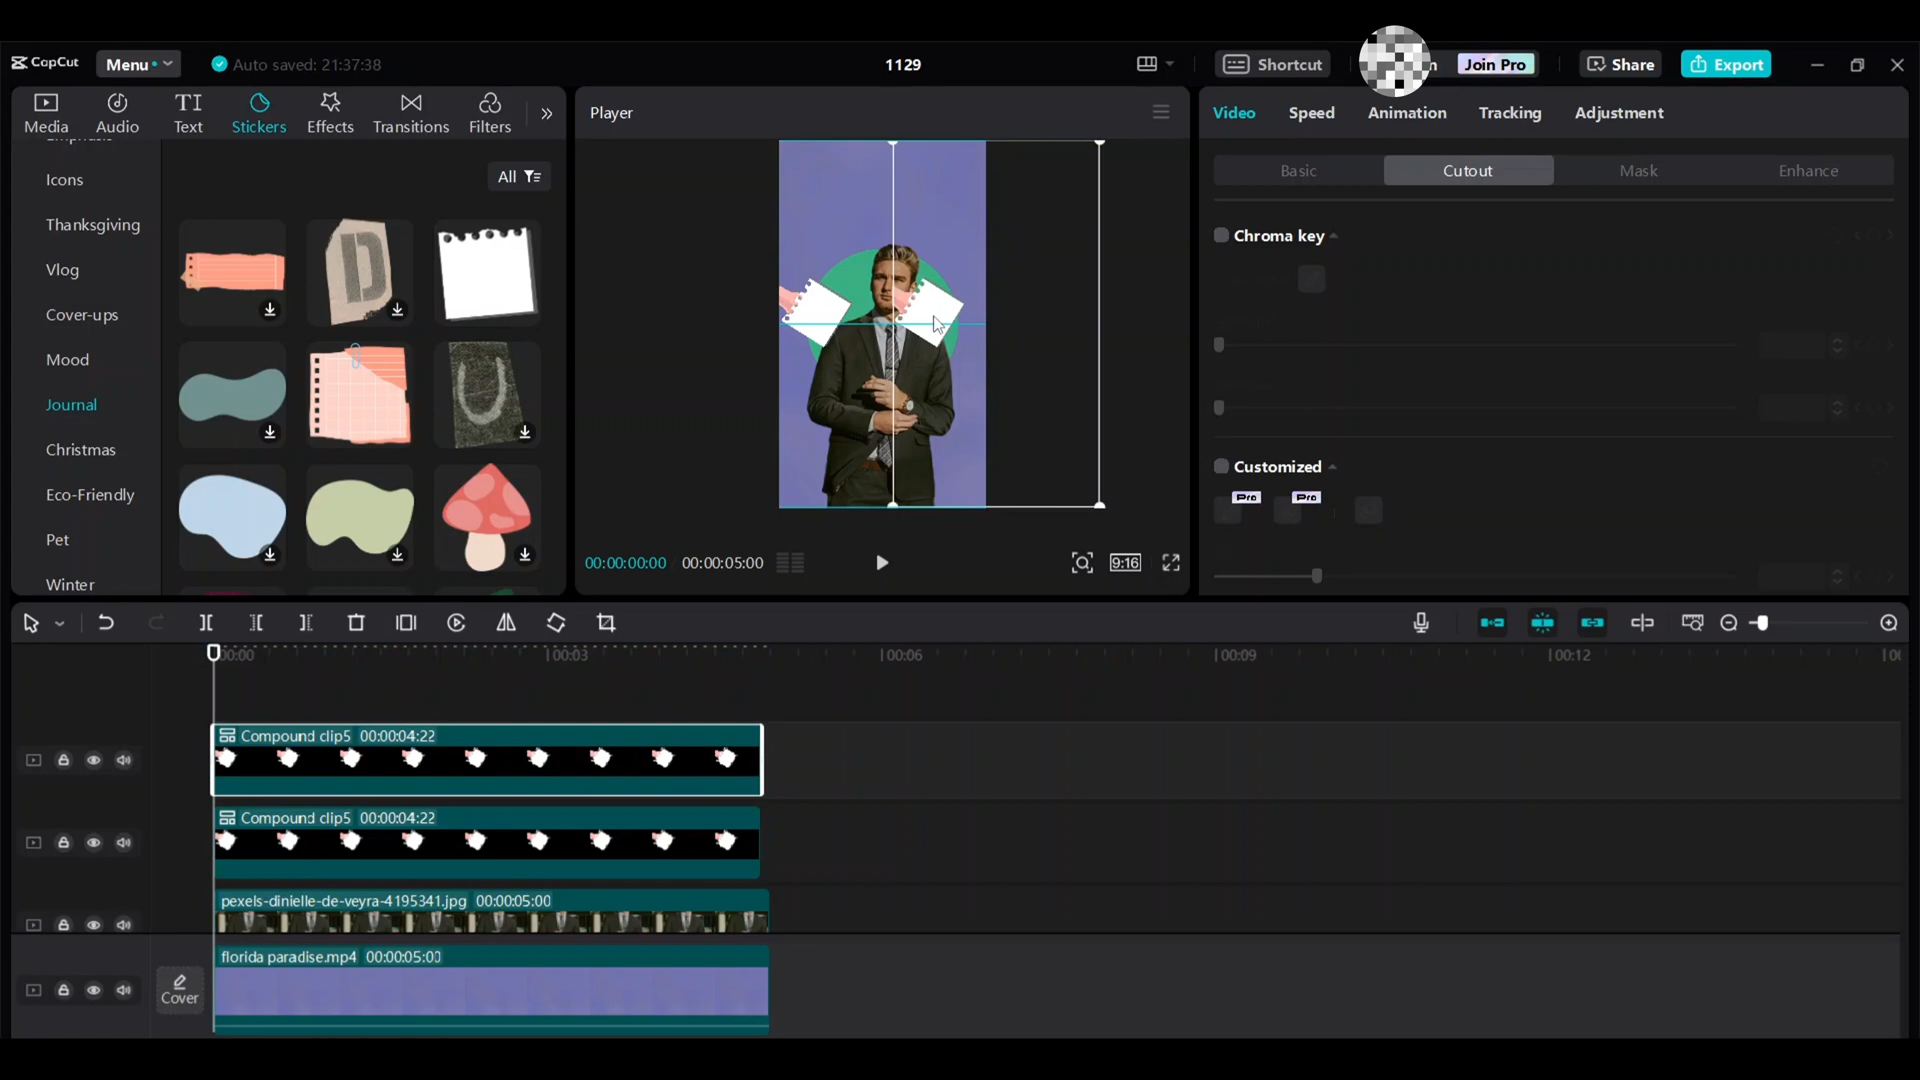 CapCut
Menu
Auto saved: 21:37:38
1129
Shortcut
n
Join Pro
Share
Export
Media
Audio
TI
Text
Stickers
Effects
Transitions
Filters
Player
Video
Speed
Animation
Tracking
Adjustment
Icons
Thanksgiving
Vlog
Cover-ups
Mood
Journal
Christmas
Eco-Friendly
Pet
Winter
All
D
U
Basic
Cutout
Mask
Enhance
Chroma key
Customized
Pro
Pro
00:00:00:00
00:00:05:00
9:16
00:00
00:03
00:06
00:09
00:12
Compound clip5 00:00:04:22
Compound clip5 00:00:04:22
pexels-dinielle-de-veyra-4195341.jpg 00:00:05:00
florida paradise.mp4 00:00:05:00
Cover